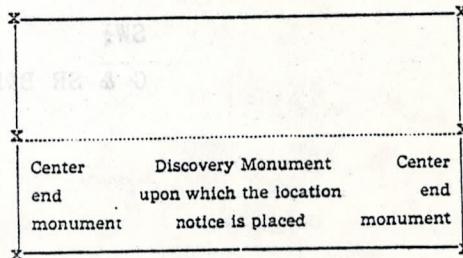 Center Discovery Monument Center
end upon which the location end
monument notice is placed monument